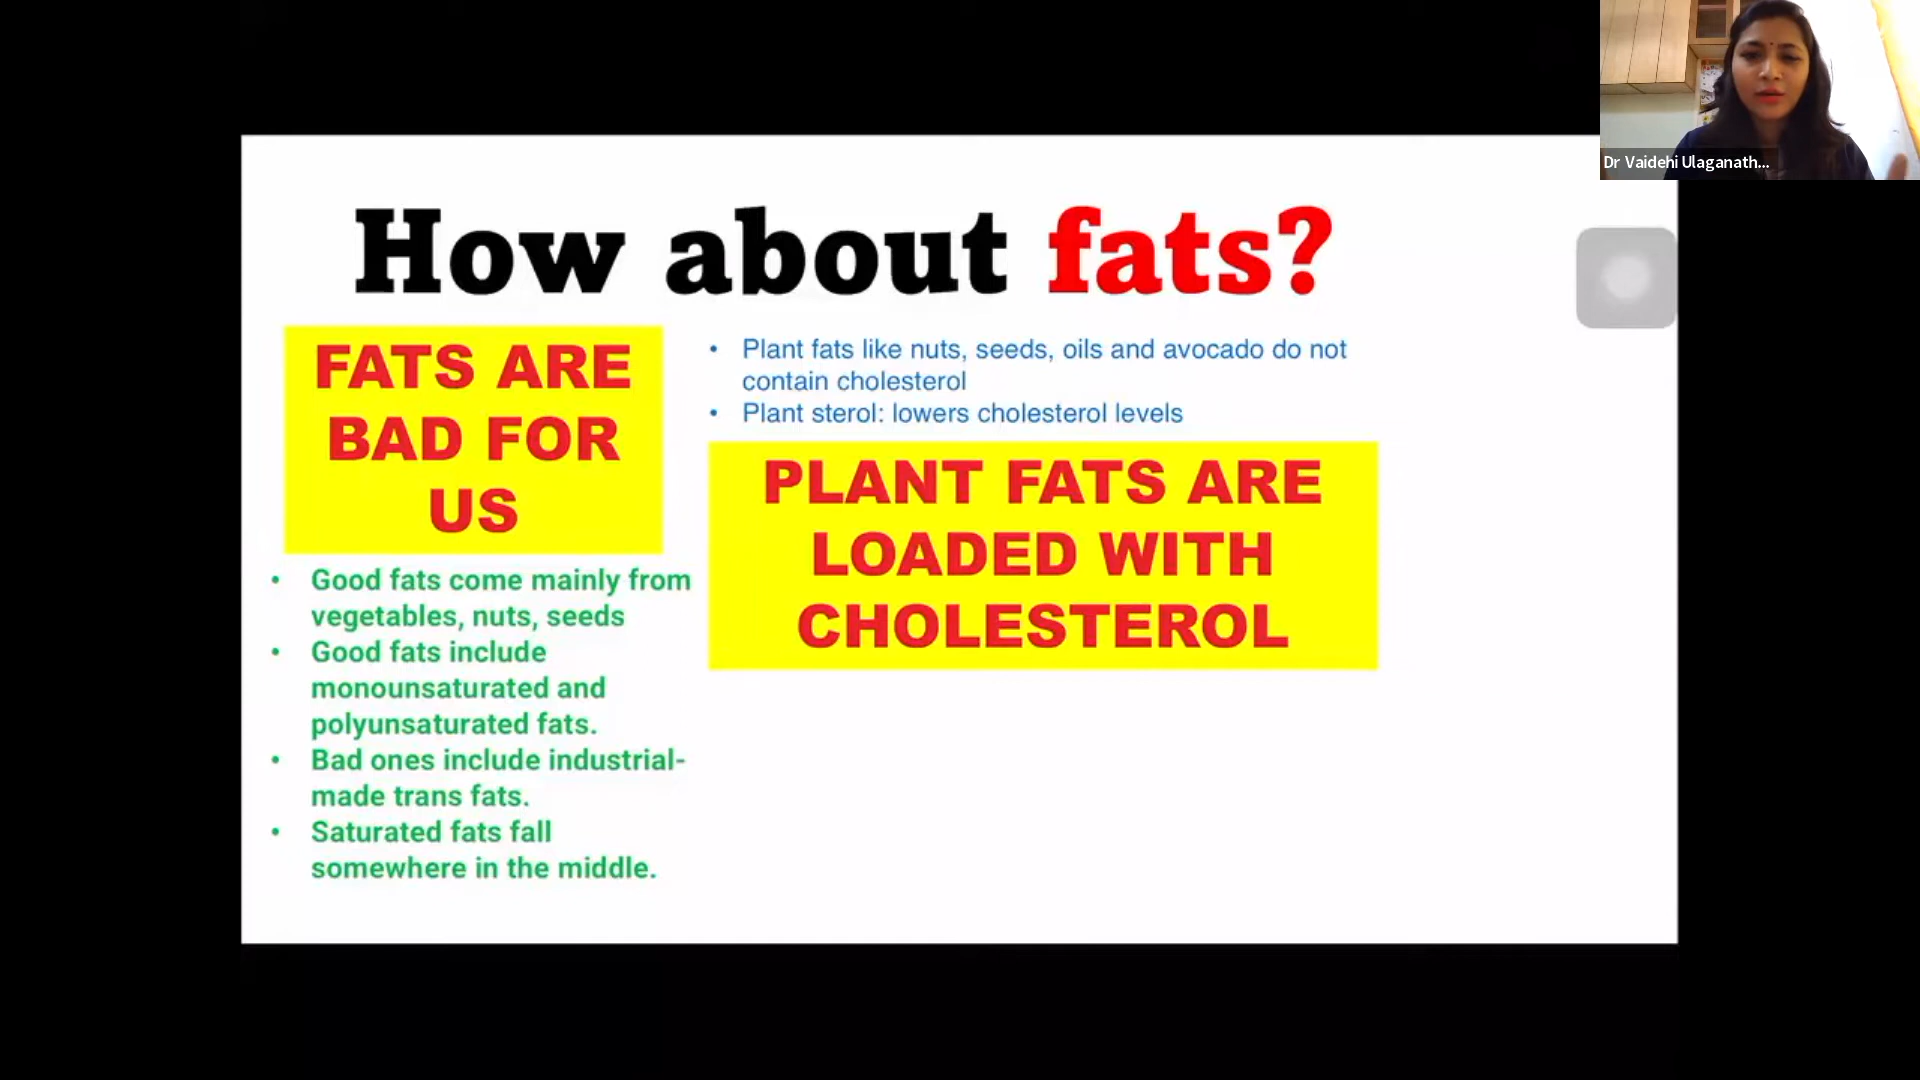 Dr Vaidehi Ulaganath...
How about fats?
FATS ARE
BAD FOR
US
• Good fats come mainly from
vegetables, nuts, seeds
• Good fats include
monounsaturated and
polyunsaturated fats.
• Bad ones include industrial-
made trans fats.
• Saturated fats fall
somewhere in the middle.
• Plant fats like nuts, seeds, oils and avocado do not
contain cholesterol
• Plant sterol: lowers cholesterol levels
PLANT FATS ARE
LOADED WITH
CHOLESTEROL